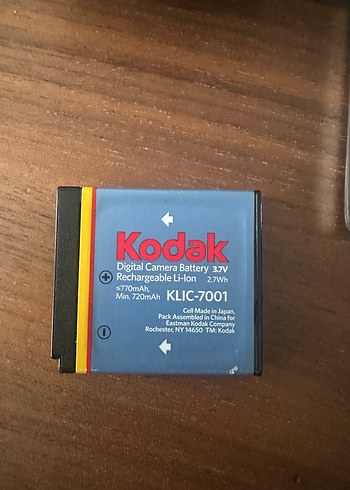 Kodak
Digital Camera Battery 3.7V
Rechargeable Li-Ion 2.7Wh
≤770mAh,
Min. 720mAh KLIC-7001
Cell Made in Japan,
Pack Assembled in China for
Eastman Kodak Company
Rochester, NY 14650 TM: Kodak